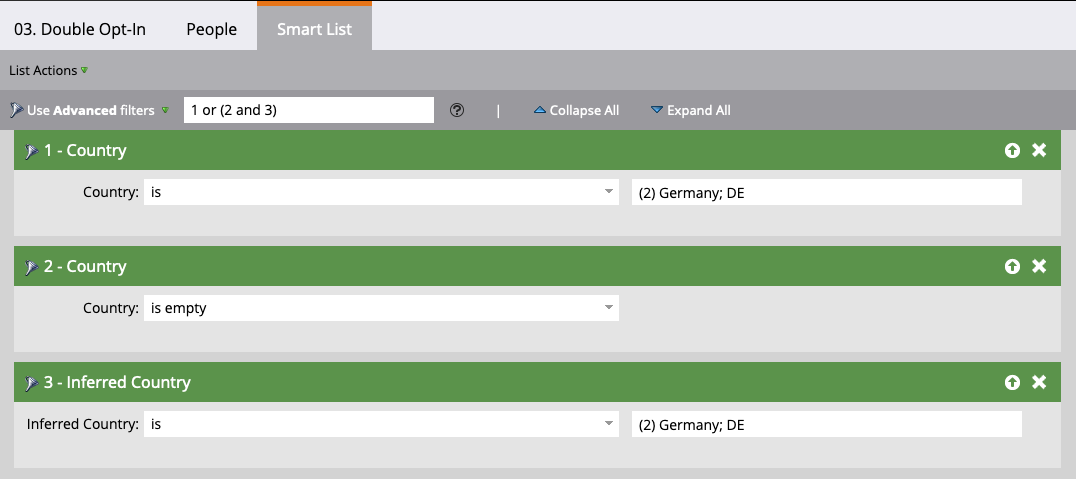 03. Double Opt-In People Smart List
List Actions
Use Advanced filters 1 or (2 and 3) ? | Collapse All Expand All
1 - Country
Country: is (2) Germany; DE
2 - Country
Country: is empty
3 - Inferred Country
Inferred Country: is (2) Germany; DE